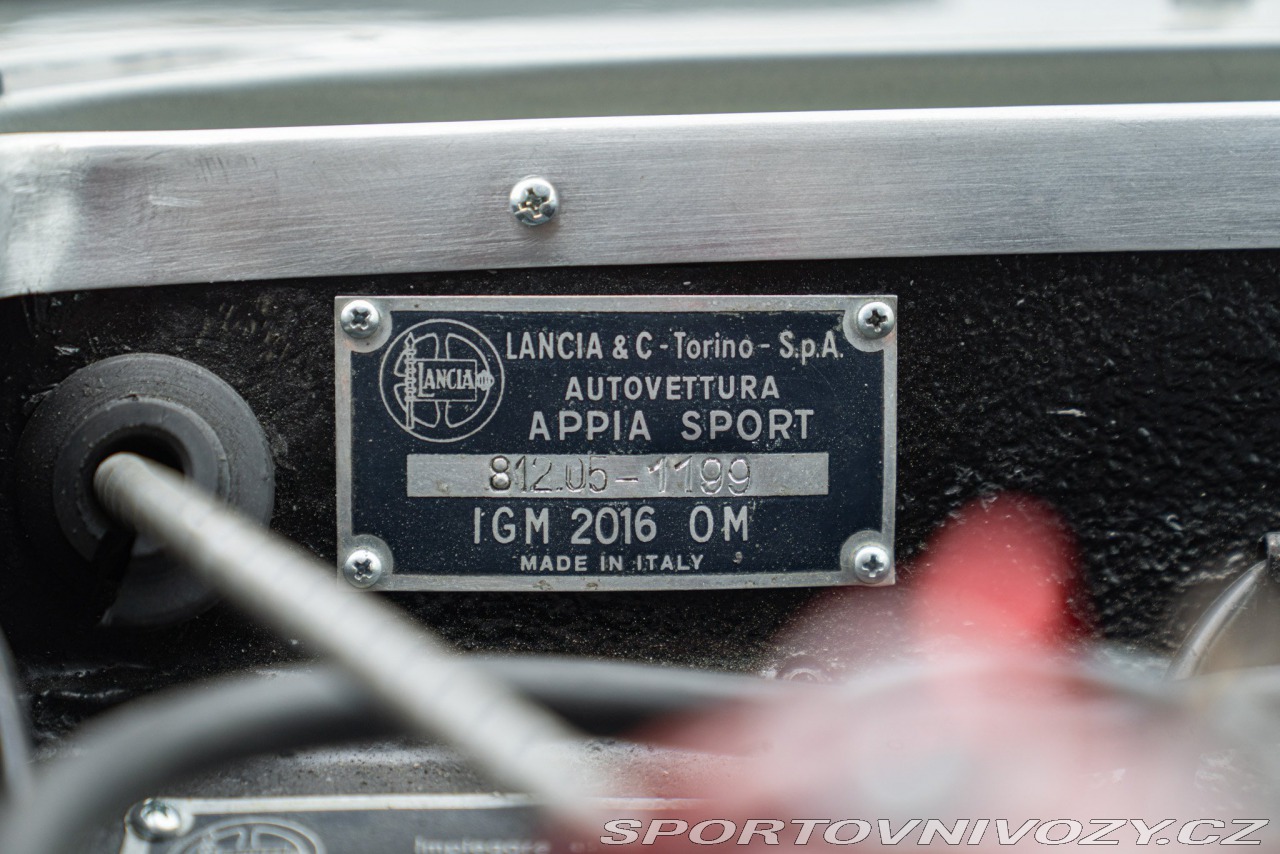 LANCIA & C - Torino - S.p.A.
LANCIA
AUTOVETTURA
APPIA SPORT
812.05-1199
IGM 2016 OM
MADE IN ITALY
SPORTOVNIVOZY.CZ